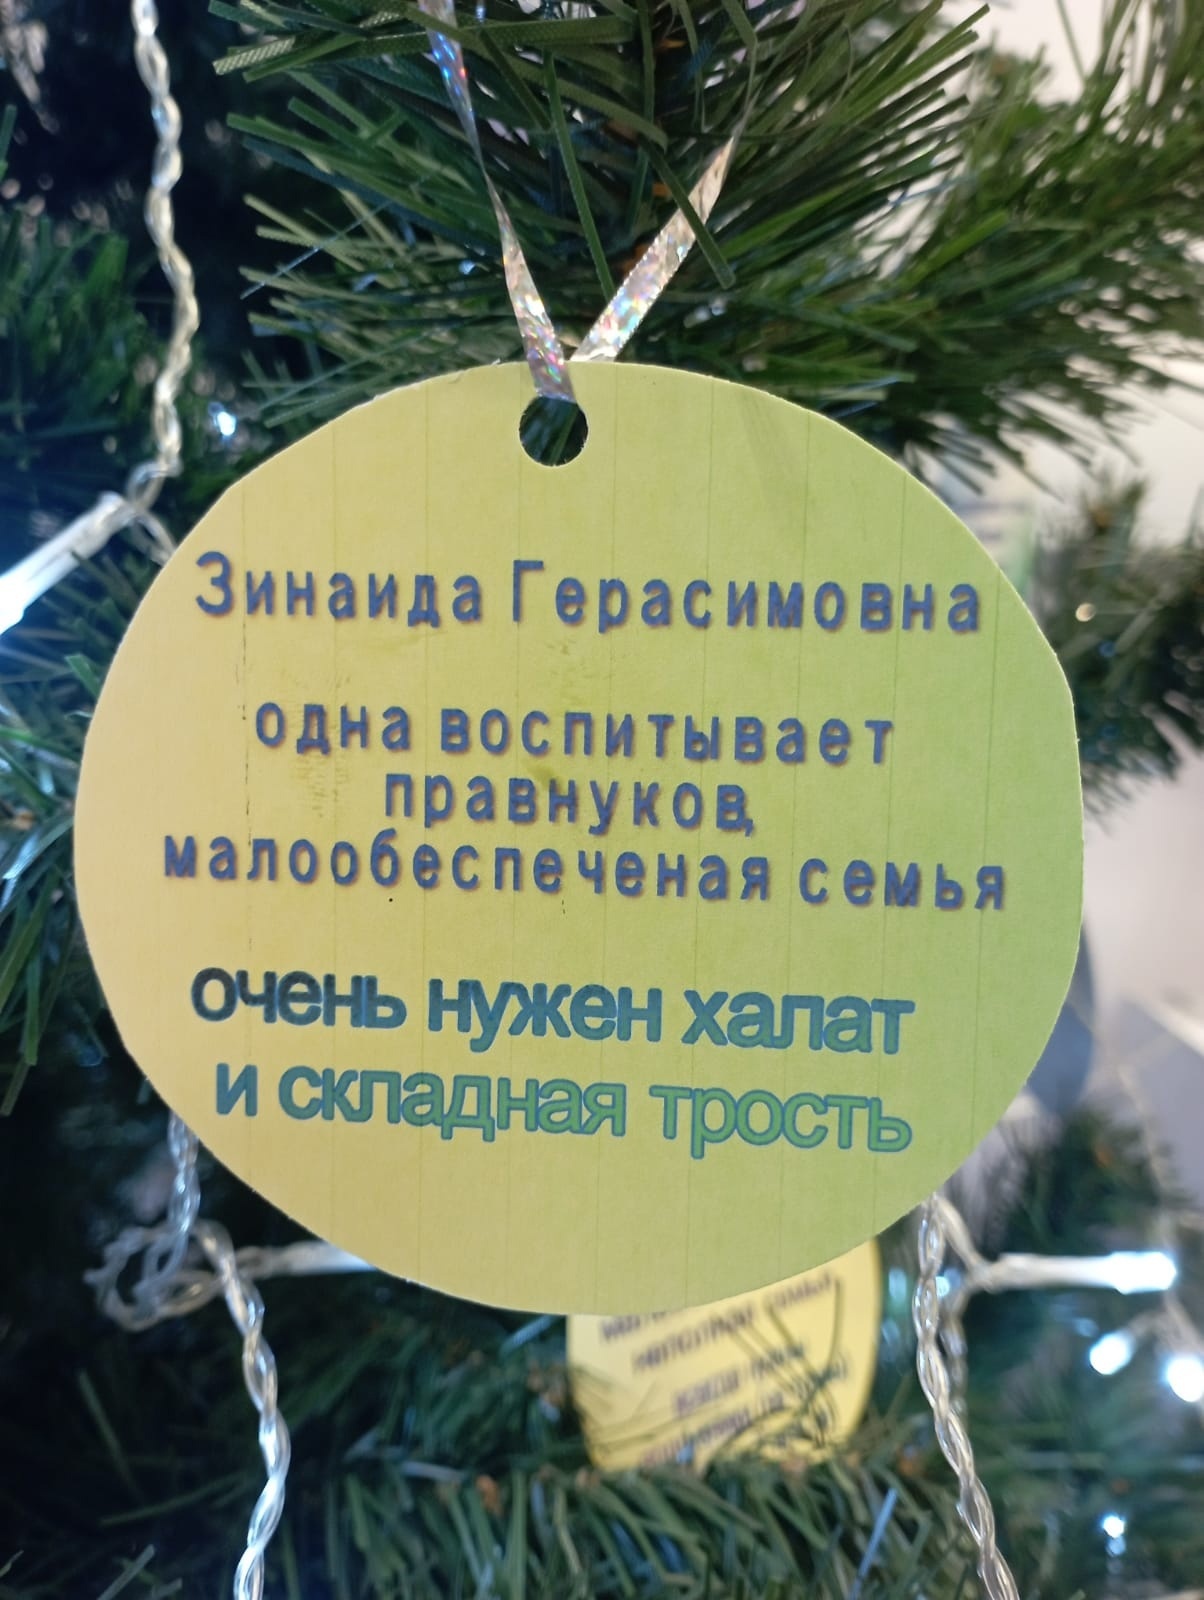 Зинаида Герасимовна
одна воспитывает
правнуков,
малообеспеченая семья
очень нужен халат
и складная трость